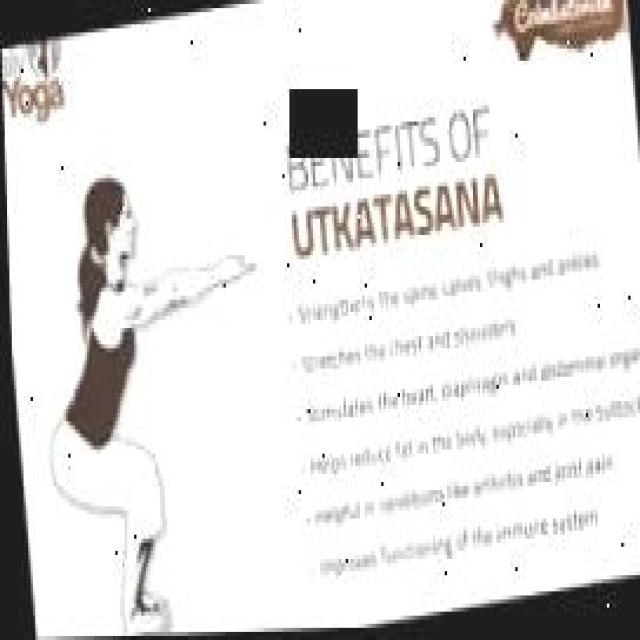 Yoga
BENEFITS OF
UTKATASANA
- Strengthens the spine, calves, thighs and ankles
- Stretches the chest and shoulders
- Stimulates the heart, diaphragm and abdominal
- Helps reduce fat in the body, especially in the
- Helpful in conditions like arthritis and joint pain
- Improves functioning of the immune system